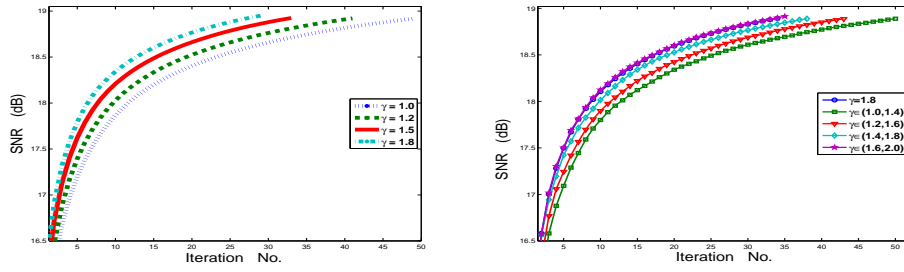 19
18.5
18
17.5
17
16.5
SNR (dB)
5 10 15 20 25 30 35 40 45 50
Iteration No.
γ = 1.0
γ = 1.2
γ = 1.5
γ = 1.8
19
18.5
18
17.5
17
16.5
SNR (dB)
5 10 15 20 25 30 35 40 45 50
Iteration No.
γ=1.8
γ∈(1.0,1.4)
γ∈(1.2,1.6)
γ∈(1.4,1.8)
γ∈(1.6,2.0)